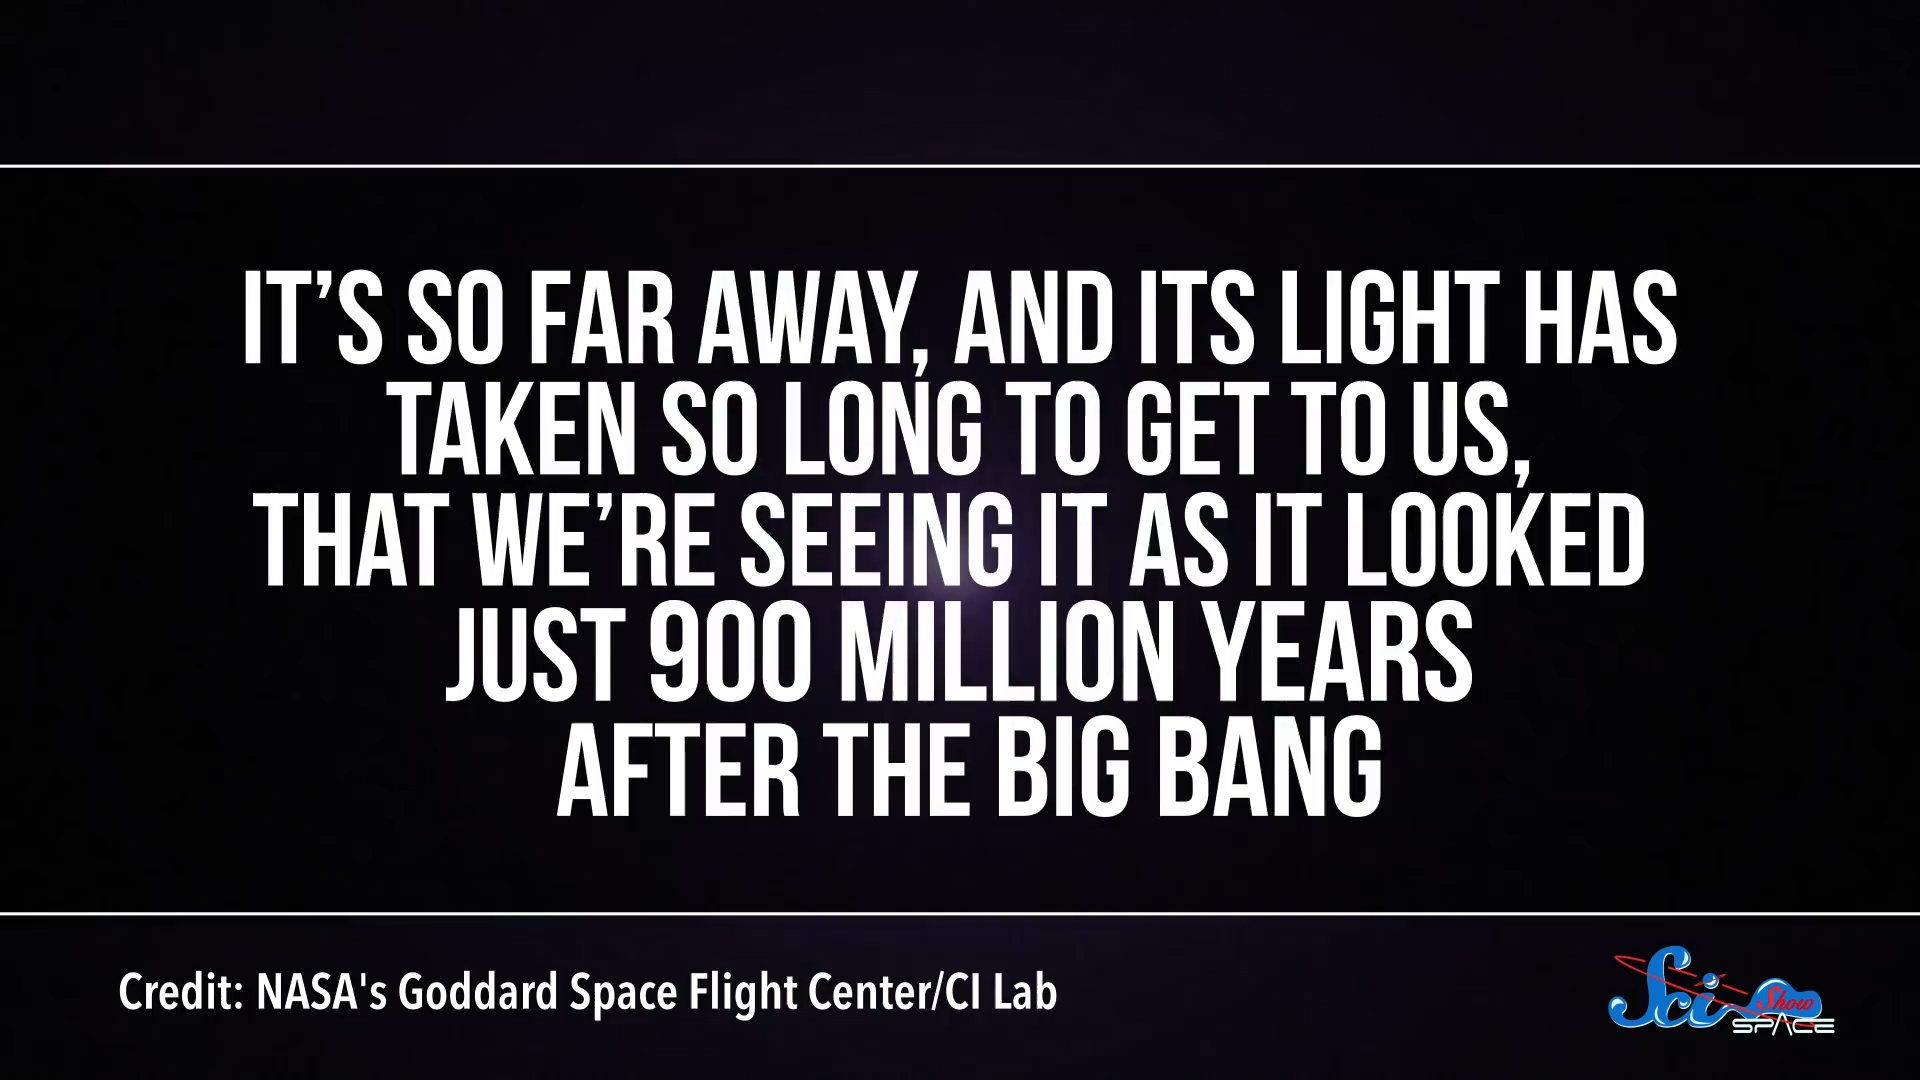 IT’S SO FAR AWAY, AND ITS LIGHT HAS
TAKEN SO LONG TO GET TO US,
THAT WE’RE SEEING IT AS IT LOOKED
JUST 900 MILLION YEARS
AFTER THE BIG BANG
Credit: NASA's Goddard Space Flight Center/CI Lab
Sci Show
SPACE